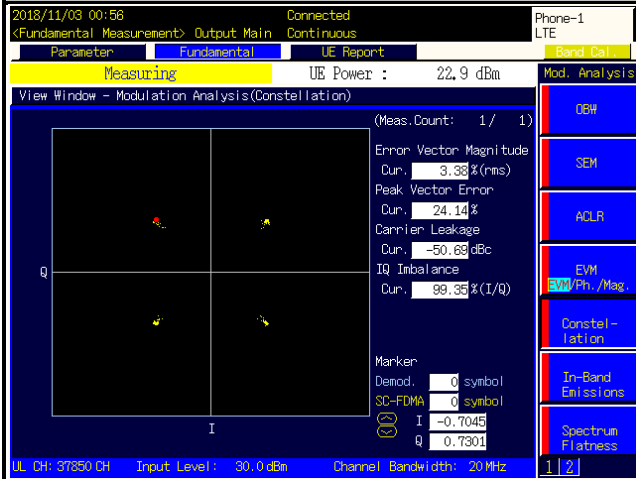 2018/11/03 00:56 Connected Phone-1
<Fundamental Measurement> Output Main Continuous LTE
Parameter Fundamental UE Report Band Cal.
Measuring UE Power : 22.9 dBm Mod. Analysis
View Window - Modulation Analysis(Constellation)
OBW
(Meas.Count: 1/ 1)
Error Vector Magnitude
Cur. 3.38 %(rms)
SEM
Peak Vector Error
Cur. 24.14 %
ACLR
Carrier Leakage
Cur. -50.69 dBc
Q
IQ Imbalance
Cur. 99.35 %(I/Q)
EVM
EVM/Ph./Mag.
Constel-
lation
Marker
Demod. 0 symbol
SC-FDMA 0 symbol
In-Band
Emissions
I
I -0.7045
Q 0.7301
Spectrum
Flatness
UL CH: 37850 CH Input Level: 30.0 dBm Channel Bandwidth: 20 MHz 1 2